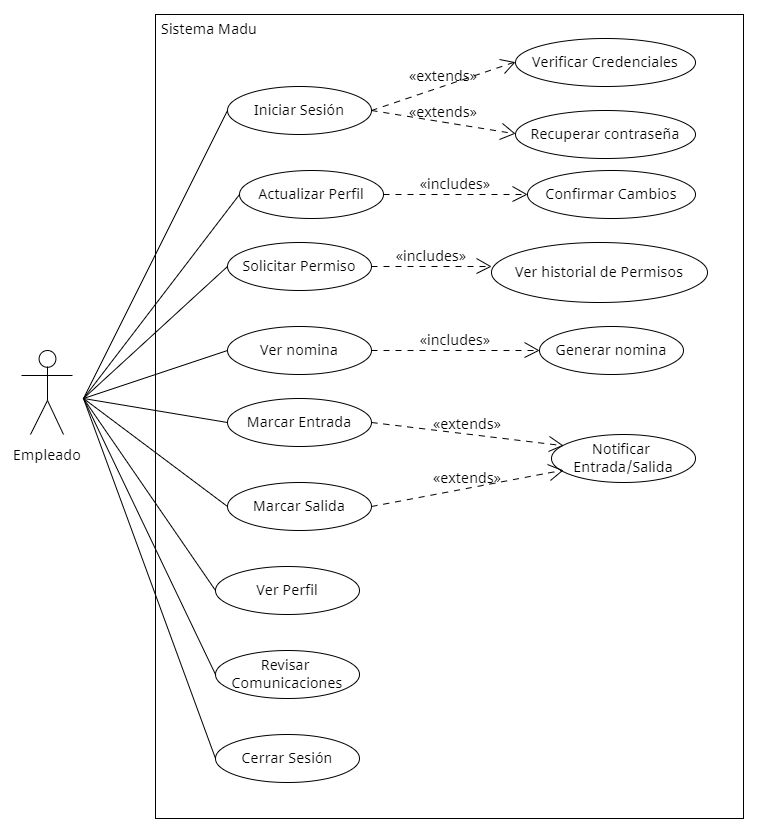 Sistema Madu
Verificar Credenciales
«extends»
Iniciar Sesión
«extends»
Recuperar contraseña
Actualizar Perfil
«includes»
Confirmar Cambios
Solicitar Permiso
«includes»
Ver historial de Permisos
Ver nomina
«includes»
Generar nomina
Marcar Entrada
«extends»
Notificar
Entrada/Salida
Empleado
«extends»
Marcar Salida
Ver Perfil
Revisar
Comunicaciones
Cerrar Sesión